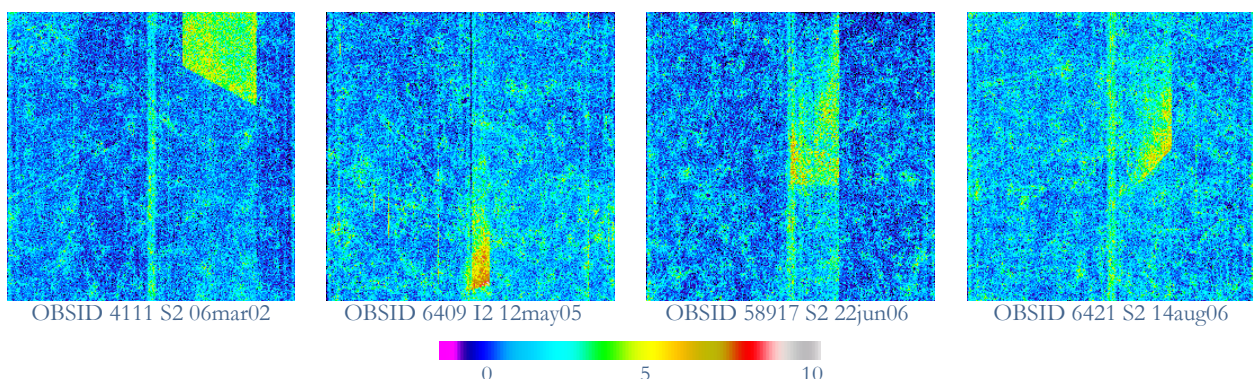 OBSID 4111 S2 06mar02
OBSID 6409 I2 12may05
OBSID 58917 S2 22jun06
OBSID 6421 S2 14aug06
0 5 10